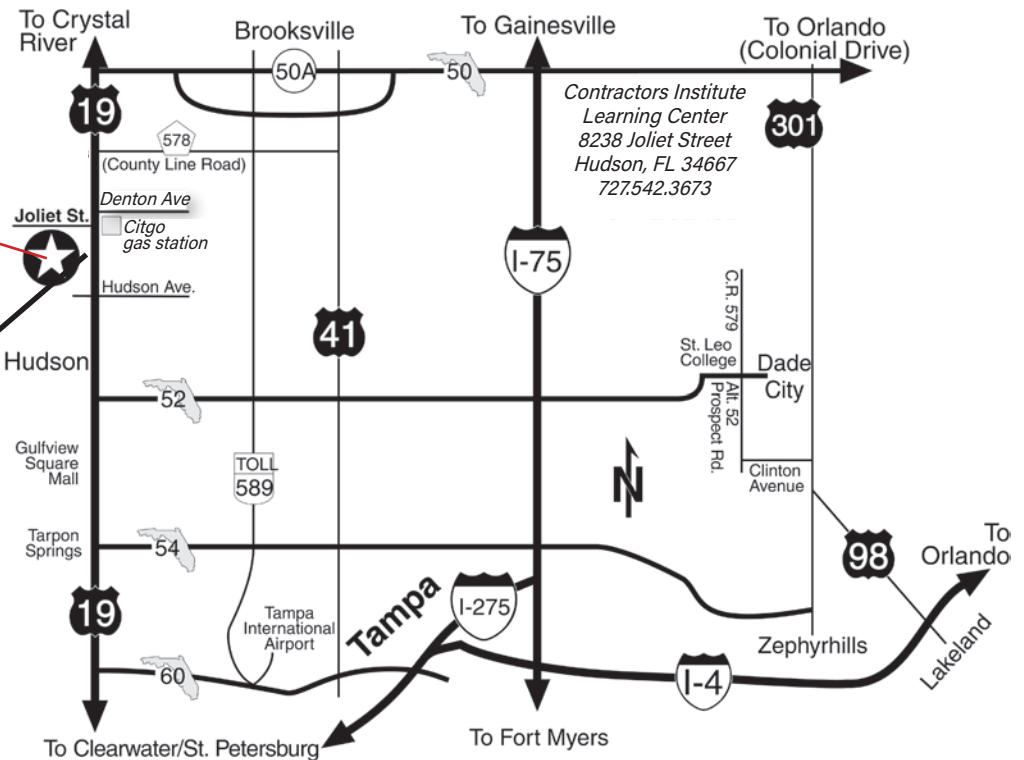 To Crystal
River
Brooksville
To Gainesville
To Orlando
(Colonial Drive)
50A
50
19
301
Contractors Institute
Learning Center
8238 Joliet Street
Hudson, FL 34667
727.542.3673
578
(County Line Road)
Denton Ave
Joliet St.
Citgo
gas station
I-75
Hudson Ave.
C.R. 579
41
Hudson
St. Leo
College
Dade
City
52
Alt. 52
Prospect Rd.
Gulfview
Square
Mall
TOLL
589
N
Clinton
Avenue
Tarpon
Springs
54
98
To
Orlando
19
Tampa
I-275
Tampa
International
Airport
Zephyrhills
Lakeland
60
I-4
To Clearwater/St. Petersburg
To Fort Myers